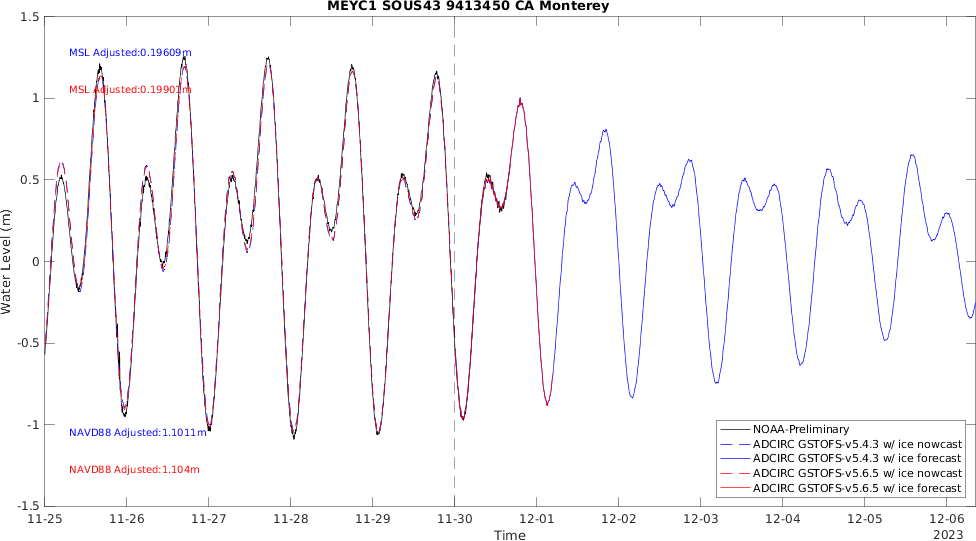 MEYC1 SOUS43 9413450 CA Monterey
1.5
1
0.5
0
-0.5
-1
-1.5
Water Level (m)
MSL Adjusted:0.19609m
MSL Adjusted:0.19901m
NAVD88 Adjusted:1.1011m
NAVD88 Adjusted:1.104m
NOAA-Preliminary
ADCIRC GSTOFS-v5.4.3 w/ ice nowcast
ADCIRC GSTOFS-v5.4.3 w/ ice forecast
ADCIRC GSTOFS-v5.6.5 w/ ice nowcast
ADCIRC GSTOFS-v5.6.5 w/ ice forecast
11-25 11-26 11-27 11-28 11-29 11-30 12-01 12-02 12-03 12-04 12-05 12-06
Time
2023